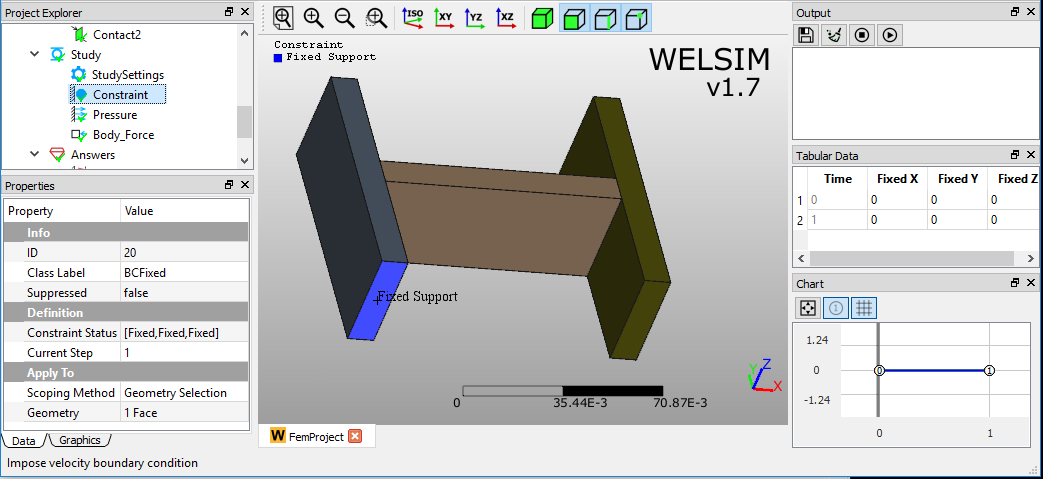 Project Explorer
Contact2
Study
StudySettings
Constraint
Pressure
Body_Force
Answers
Properties
Property Value
Info
ID 20
Class Label BCFixed
Suppressed false
Definition
Constraint Status [Fixed,Fixed,Fixed]
Current Step 1
Apply To
Scoping Method Geometry Selection
Geometry 1 Face
Data Graphics
Impose velocity boundary condition
ISO XY YZ XZ
Constraint
Fixed Support
WELSIM
v1.7
Fixed Support
Z
Y
X
0 35.44E-3 70.87E-3
W FemProject
Output
Tabular Data
Time Fixed X Fixed Y Fixed Z
1 0 0 0 0
2 1 0 0 0
Chart
1.24
0
-1.24
0 1
0 1